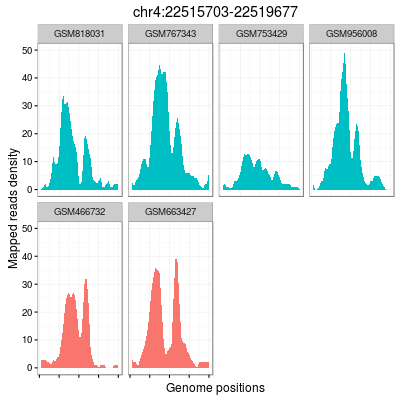 chr4:22515703-22519677
GSM818031 GSM767343 GSM753429 GSM956008
50
40
30
20
10
0
GSM466732 GSM663427
50
40
30
20
10
0
Mapped reads density
Genome positions